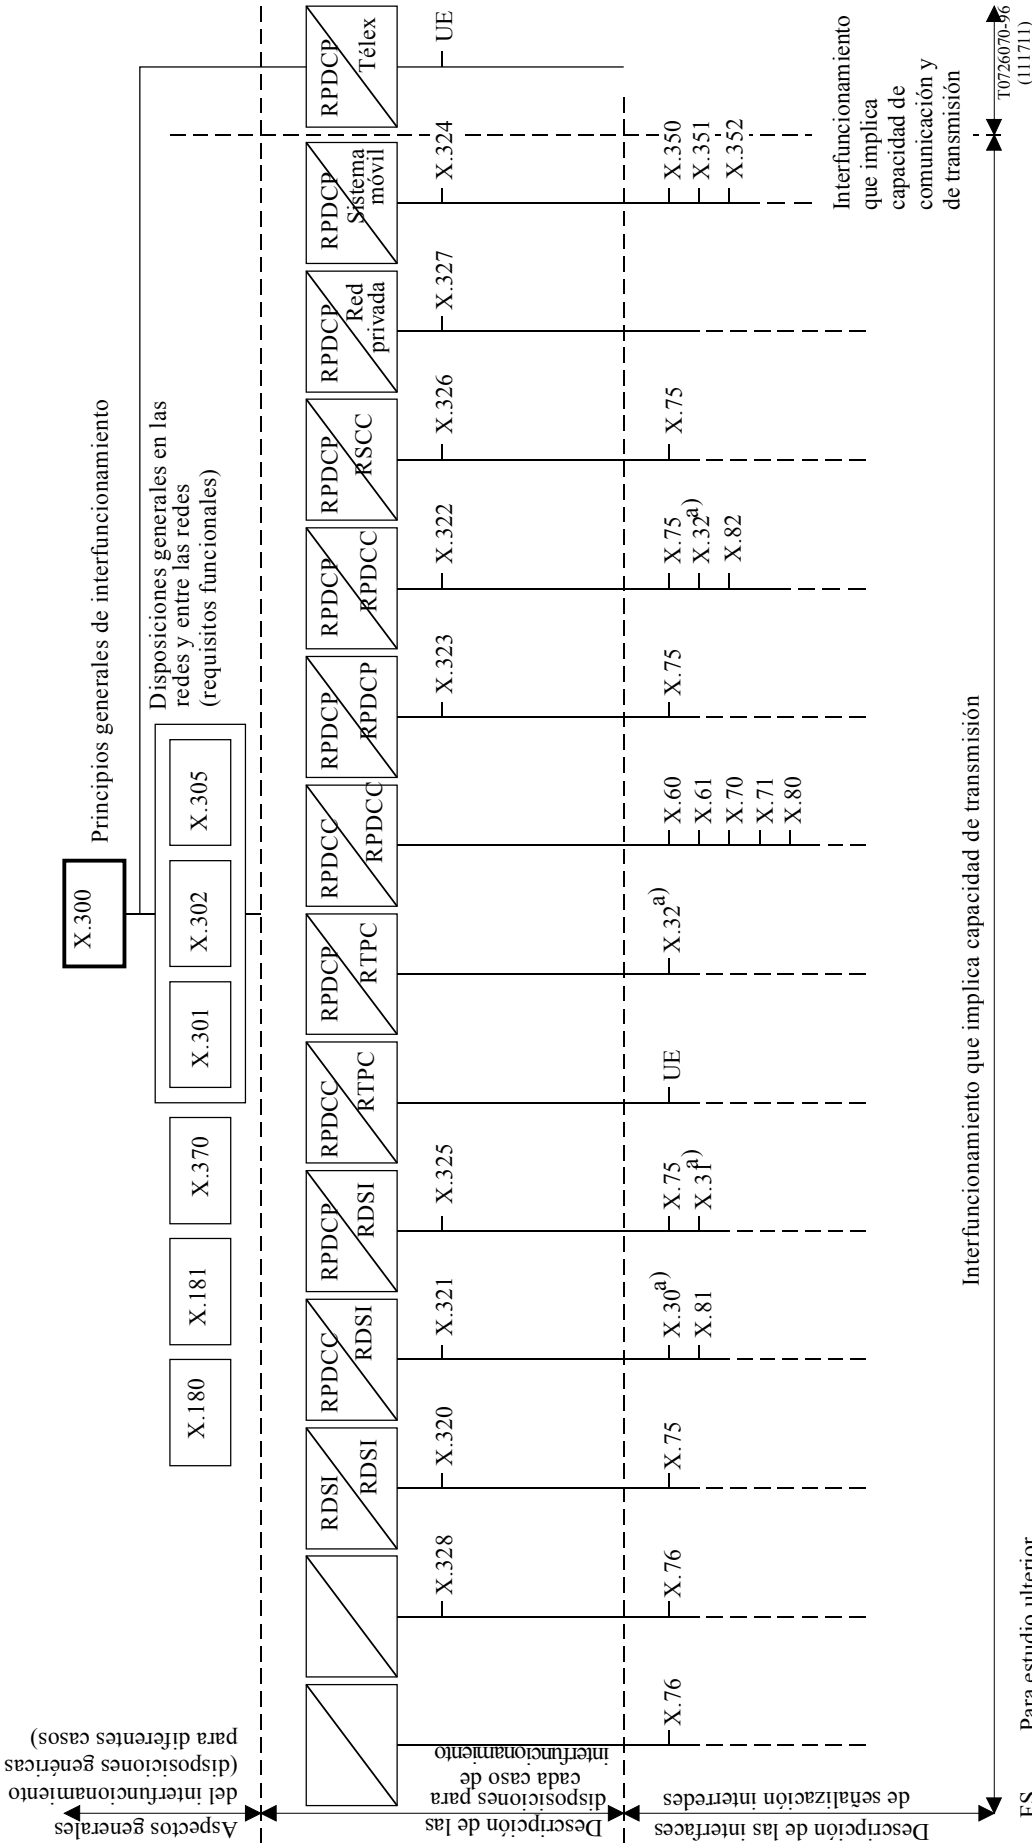 X.300
Principios generales de interfuncionamiento
X.180
X.181
X.370
X.301
X.302
X.305
Disposiciones generales en las
redes y entre las redes
(requisitos funcionales)
Aspectos generales
del interfuncionamiento
(disposiciones genéricas
para diferentes casos)
RDSI
RDSI
RPDCC
RDSI
RPDCP
RDSI
RPDCC
RTPC
RPDCP
RTPC
RPDCC
RPDCC
RPDCP
RPDCP
RPDCP
RPDCC
RPDCP
RSCC
RPDCP
Red
privada
RPDCP
Sistema
móvil
RPDCP
Télex
Descripción de las
disposiciones para
cada caso de
interfuncionamiento
X.328
X.320
X.321
X.325
X.323
X.322
X.326
X.327
X.324
UE
Descripción de las interfaces
de señalización interredes
X.76
X.76
X.75
X.30a)
X.81
X.75
X.31a)
UE
X.32a)
X.60
X.61
X.70
X.71
X.80
X.75
X.75
X.32a)
X.82
X.75
X.350
X.351
X.352
Interfuncionamiento que implica capacidad de transmisión
Interfuncionamiento
que implica
capacidad de
comunicación y
de transmisión
T0726070-96
(111711)
ES Para estudio ulterior